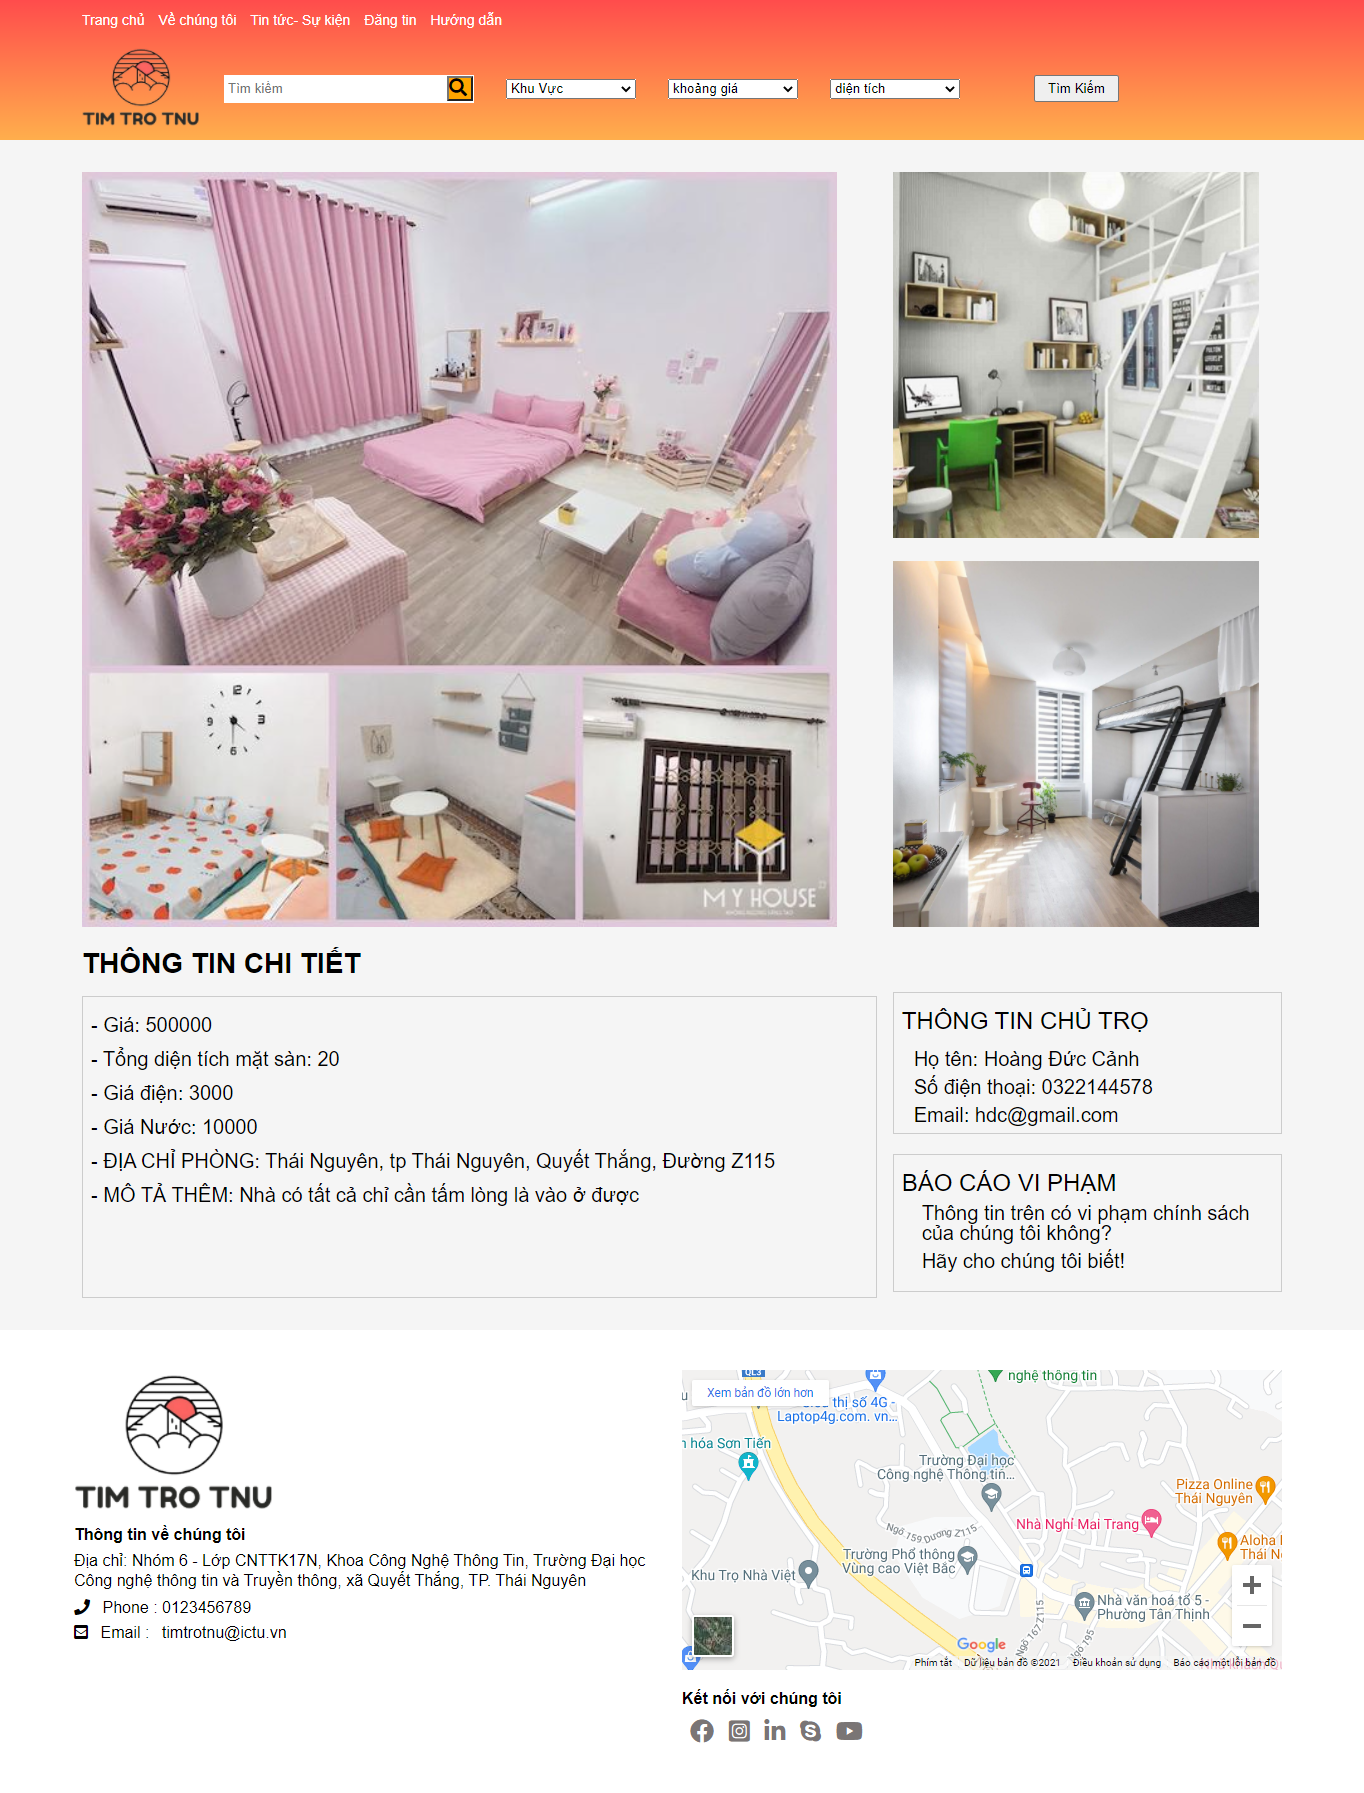 Trang chủ Về chúng tôi Tin tức- Sự kiện Đăng tin Hướng dẫn
TIM TRO TNU
Tìm kiếm
Khu Vực
khoảng giá
diện tích
Tìm Kiếm
12
3
6
9
MY HOUSE
THÔNG TIN CHI TIẾT
- Giá: 500000
- Tổng diện tích mặt sàn: 20
- Giá điện: 3000
- Giá Nước: 10000
- ĐỊA CHỈ PHÒNG: Thái Nguyên, tp Thái Nguyên, Quyết Thắng, Đường Z115
- MÔ TẢ THÊM: Nhà có tất cả chỉ cần tấm lòng là vào ở được
THÔNG TIN CHỦ TRỌ
Họ tên: Hoàng Đức Cảnh
Số điện thoại: 0322144578
Email: hdc@gmail.com
BÁO CÁO VI PHẠM
Thông tin trên có vi phạm chính sách
của chúng tôi không?
Hãy cho chúng tôi biết!
TIM TRO TNU
Thông tin về chúng tôi
Địa chỉ: Nhóm 6 - Lớp CNTTK17N, Khoa Công Nghệ Thông Tin, Trường Đại học
Công nghệ thông tin và Truyền thông, xã Quyết Thắng, TP. Thái Nguyên
Phone : 0123456789
Email : timtrotnu@ictu.vn
QL3
nghệ thông tin
Xem bản đồ lớn hơn
thị số 4G -
Laptop4g.com. vn...
hóa Sơn Tiến
Trường Đại học
Công nghệ Thông tin...
Pizza Online
Thái Nguyên
Nhà Nghỉ Mai Trang
Ngõ 159 Dương Z115
Aloha
Thái
Trường Phổ thông
Vùng cao Việt Bắc
Khu Trọ Nhà Việt
Nhà văn hoá tổ 5 -
Phường Tân Thịnh
Ngõ 167 Z115
Ngõ 195
Google
Phím tắt Dữ liệu bản đồ ©2021 Điều khoản sử dụng Báo cáo một lỗi bản đồ
Kết nối với chúng tôi